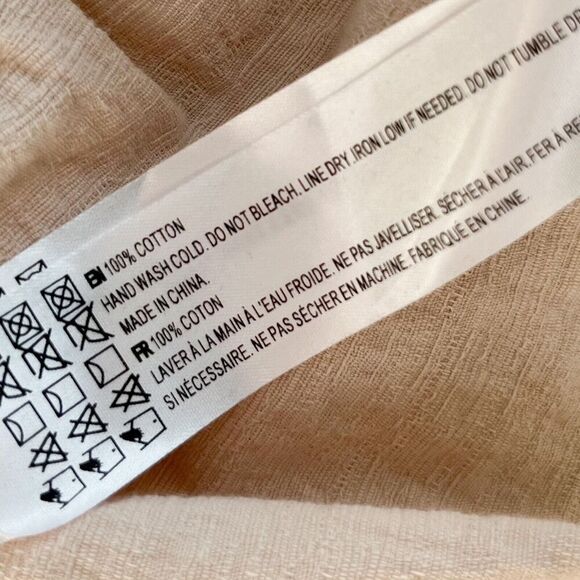 EN 100% COTTON
HAND WASH COLD. DO NOT BLEACH. LINE DRY .IRON LOW IF NEEDED. DO NOT TUMBLE
MADE IN CHINA.
FR 100% COTON
LAVER À LA MAIN À L'EAU FROIDE. NE PAS JAVELLISER. SÉCHER À L'AIR. FER À
SI NÉCESSAIRE. NE PAS SÉCHER EN MACHINE. FABRIQUÉ EN CHINE.